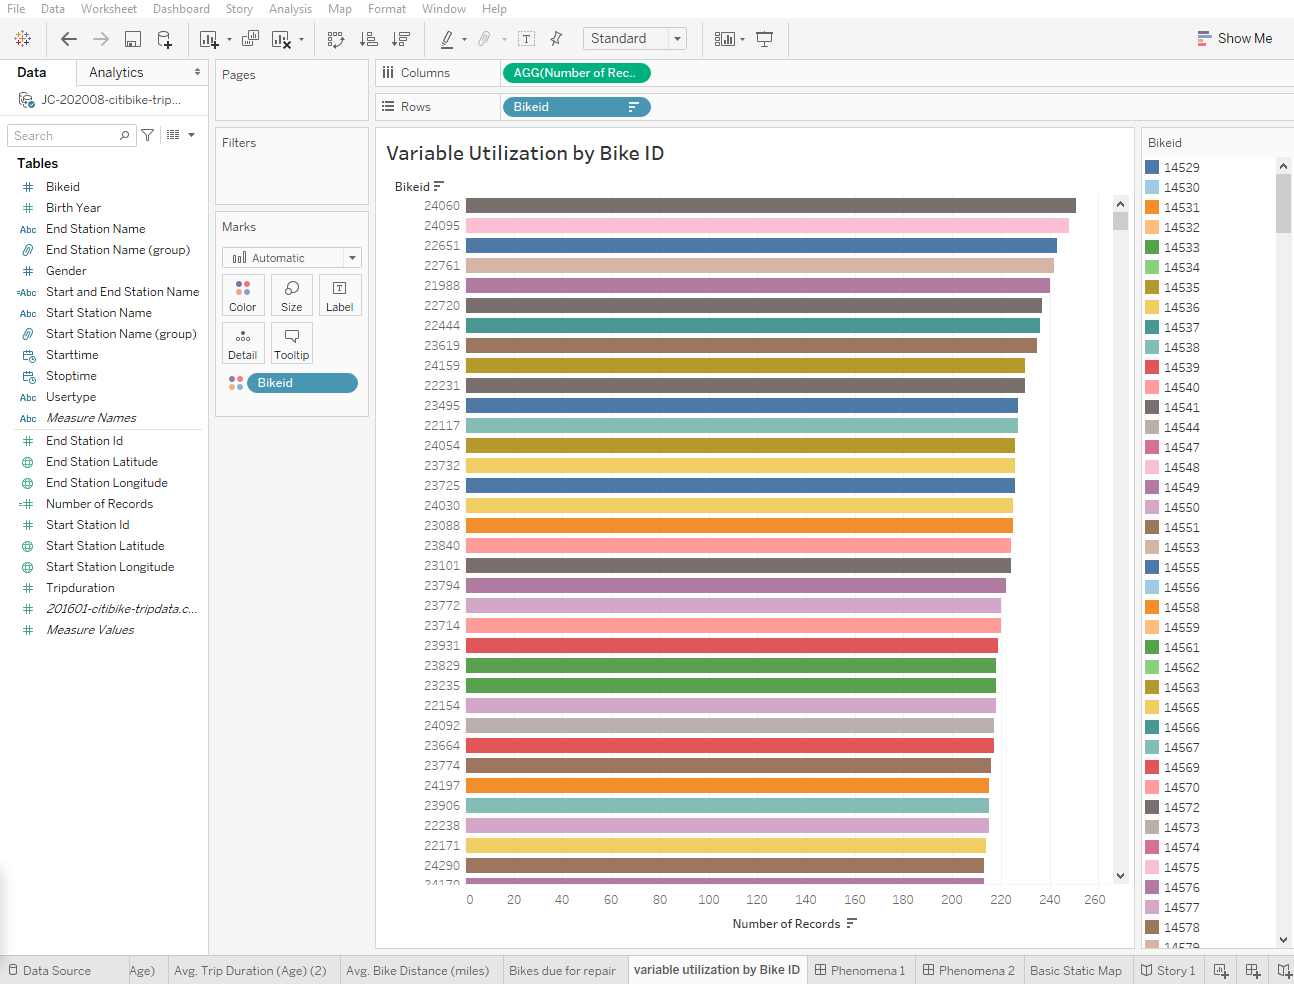 File Data Worksheet Dashboard Story Analysis Map Format Window Help
Standard
Show Me
Data Analytics
JC-202008-citibike-trip...
Search
Tables
Bikeid
Birth Year
Abc End Station Name
End Station Name (group)
Gender
=Abc Start and End Station Name
Abc Start Station Name
Start Station Name (group)
Starttime
Stoptime
Abc Usertype
Abc Measure Names
End Station Id
End Station Latitude
End Station Longitude
Number of Records
Start Station Id
Start Station Latitude
Start Station Longitude
Tripduration
201601-citibike-tripdata.c...
Measure Values
Pages
Filters
Marks
Automatic
Color Size Label
Detail Tooltip
Bikeid
Columns AGG(Number of Rec..
Rows Bikeid
Variable Utilization by Bike ID
Bikeid
24060
24095
22651
22761
21988
22720
22444
23619
24159
22231
23495
22117
24054
23732
23725
24030
23088
23840
23101
23794
23772
23714
23931
23829
23235
22154
24092
23664
23774
24197
23906
22238
22171
24290
24170
0 20 40 60 80 100 120 140 160 180 200 220 240 260
Number of Records
Bikeid
14529
14530
14531
14532
14533
14534
14535
14536
14537
14538
14539
14540
14541
14544
14547
14548
14549
14550
14551
14553
14555
14556
14558
14559
14561
14562
14563
14565
14566
14567
14569
14570
14572
14573
14574
14575
14576
14577
14578
14579
Data Source Age) Avg. Trip Duration (Age) (2) Avg. Bike Distance (miles) Bikes due for repair variable utilization by Bike ID Phenomena 1 Phenomena 2 Basic Static Map Story 1